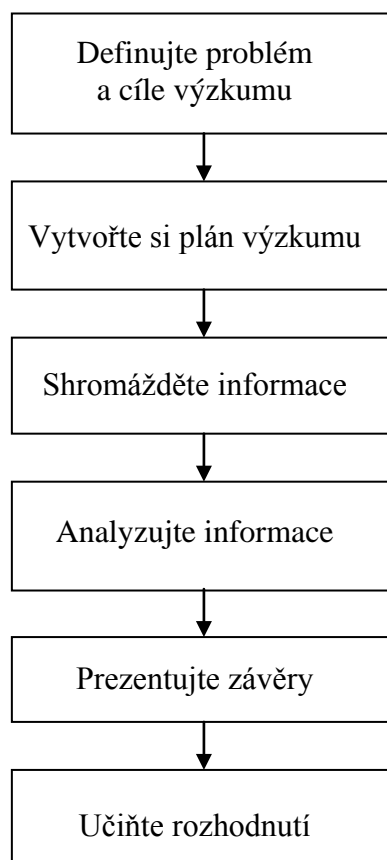 Definujte problém
a cíle výzkumu
Vytvořte si plán výzkumu
Shromážděte informace
Analyzujte informace
Prezentujte závěry
Učiňte rozhodnutí